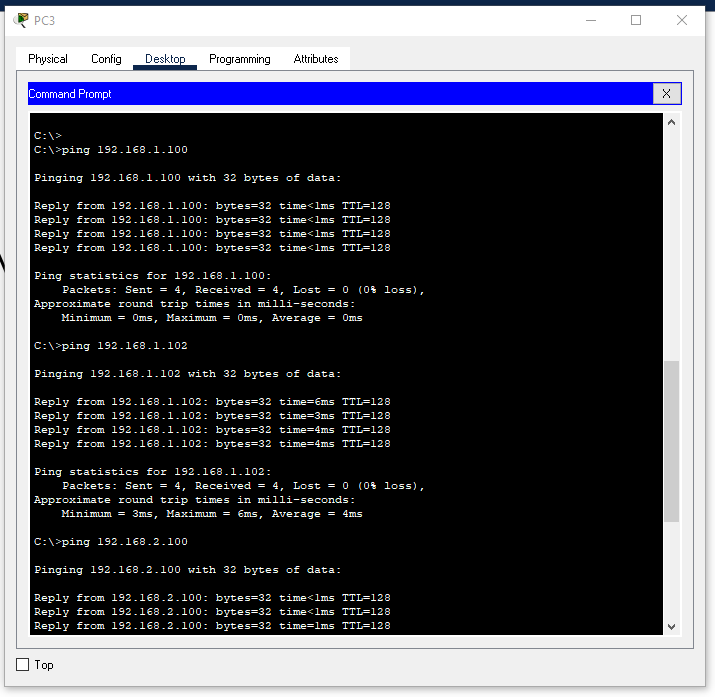 PC3
Physical Config Desktop Programming Attributes
Command Prompt
X
C:\>
C:\>ping 192.168.1.100
Pinging 192.168.1.100 with 32 bytes of data:
Reply from 192.168.1.100: bytes=32 time<1ms TTL=128
Reply from 192.168.1.100: bytes=32 time<1ms TTL=128
Reply from 192.168.1.100: bytes=32 time<1ms TTL=128
Reply from 192.168.1.100: bytes=32 time<1ms TTL=128
Ping statistics for 192.168.1.100:
Packets: Sent = 4, Received = 4, Lost = 0 (0% loss),
Approximate round trip times in milli-seconds:
Minimum = 0ms, Maximum = 0ms, Average = 0ms
C:\>ping 192.168.1.102
Pinging 192.168.1.102 with 32 bytes of data:
Reply from 192.168.1.102: bytes=32 time=6ms TTL=128
Reply from 192.168.1.102: bytes=32 time=3ms TTL=128
Reply from 192.168.1.102: bytes=32 time=4ms TTL=128
Reply from 192.168.1.102: bytes=32 time=4ms TTL=128
Ping statistics for 192.168.1.102:
Packets: Sent = 4, Received = 4, Lost = 0 (0% loss),
Approximate round trip times in milli-seconds:
Minimum = 3ms, Maximum = 6ms, Average = 4ms
C:\>ping 192.168.2.100
Pinging 192.168.2.100 with 32 bytes of data:
Reply from 192.168.2.100: bytes=32 time<1ms TTL=128
Reply from 192.168.2.100: bytes=32 time<1ms TTL=128
Reply from 192.168.2.100: bytes=32 time=1ms TTL=128
Top